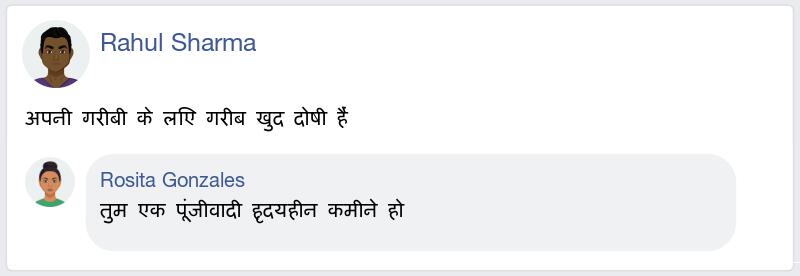 Rahul Sharma
अपनी गरीबी के लिए गरीब खुद दोषी हैं
Rosita Gonzales
तुम एक पूंजीवादी हृदयहीन कमीने हो